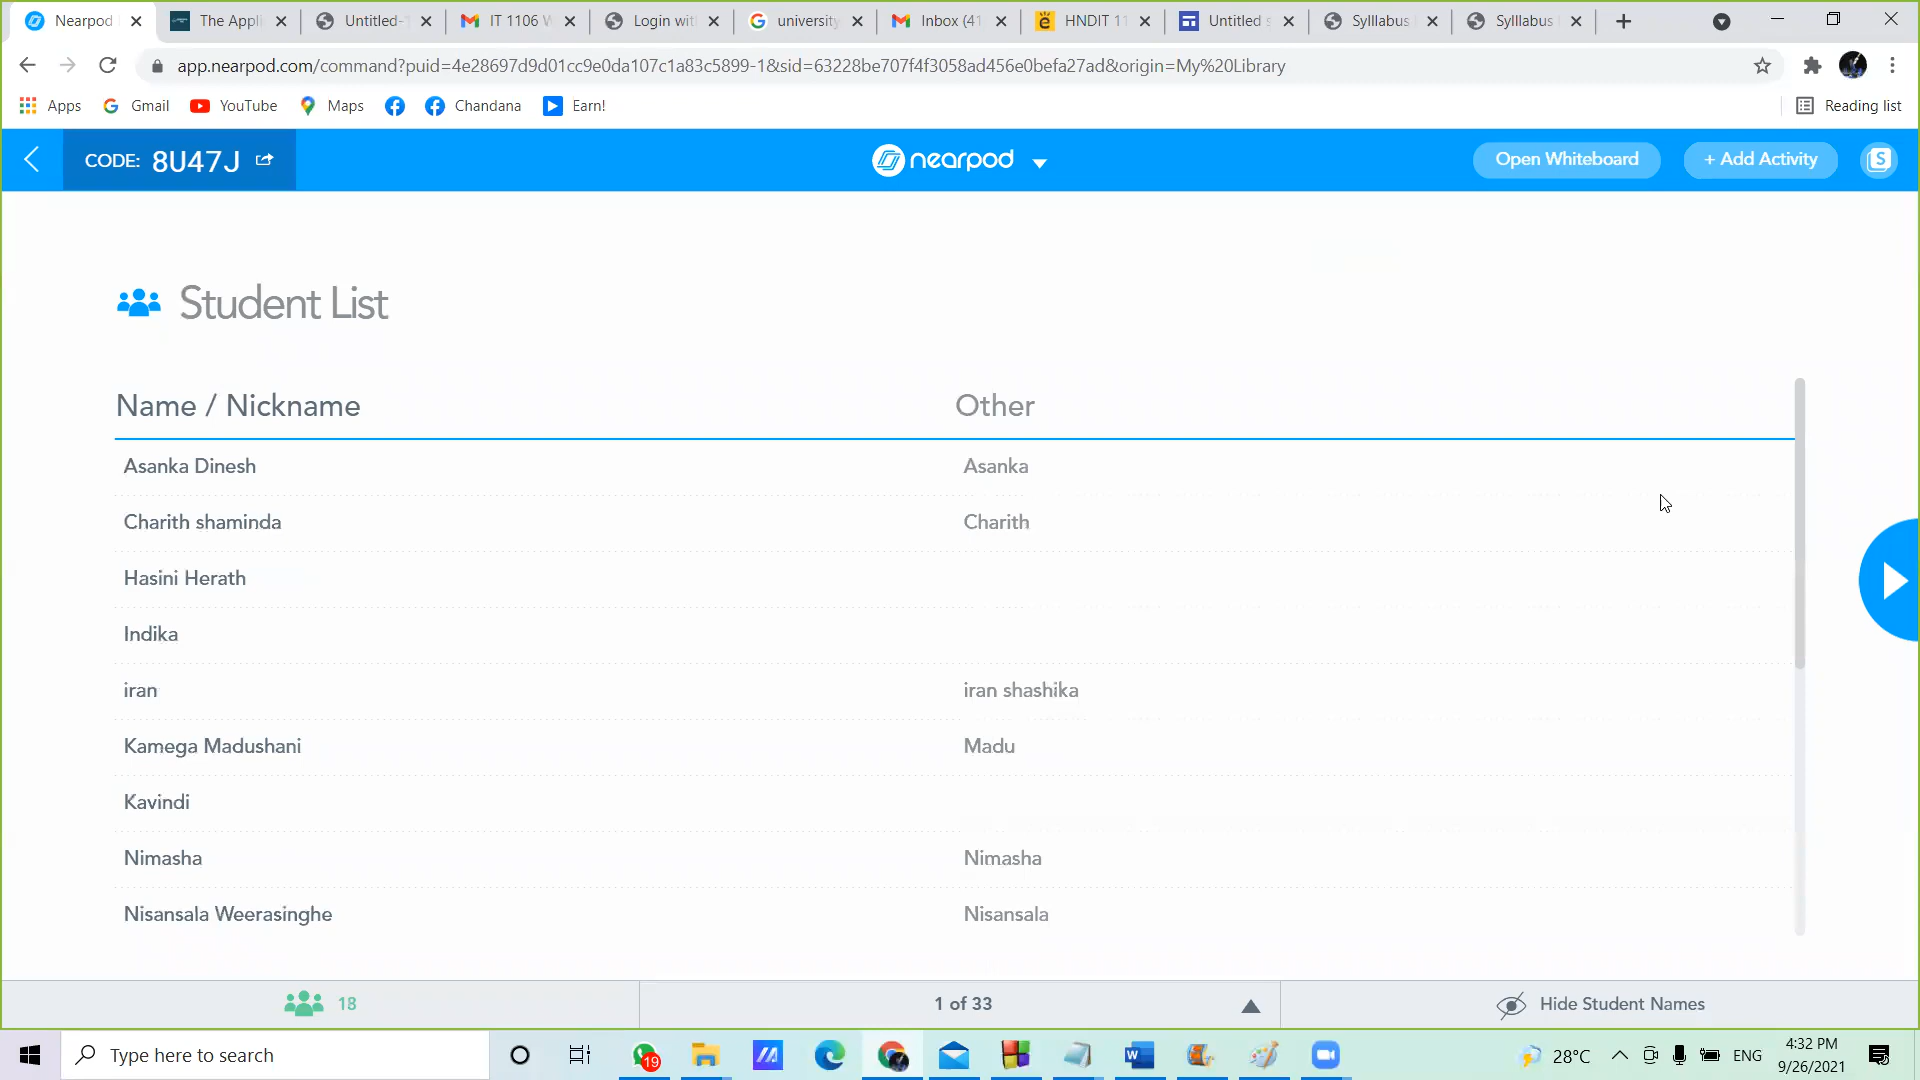 Nearpod
The Appli
Untitled-
IT 1106 W
Login wit
university
Inbox (41
HNDIT 11
Untitled s
Sylllabus
Sylllabus
app.nearpod.com/command?puid=4e28697d9d01cc9e0da107c1a83c5899-1&sid=63228be707f4f3058ad456e0befa27ad&origin=My%20Library
Apps
Gmail
YouTube
Maps
Chandana
Earn!
Reading list
CODE: 8U47J
nearpod
Open Whiteboard
+ Add Activity
S
Student List
Name / Nickname
Other
Asanka Dinesh
Asanka
Charith shaminda
Charith
Hasini Herath
Indika
iran
iran shashika
Kamega Madushani
Madu
Kavindi
Nimasha
Nimasha
Nisansala Weerasinghe
Nisansala
18
1 of 33
Hide Student Names
Type here to search
19
28°C
ENG
4:32 PM
9/26/2021